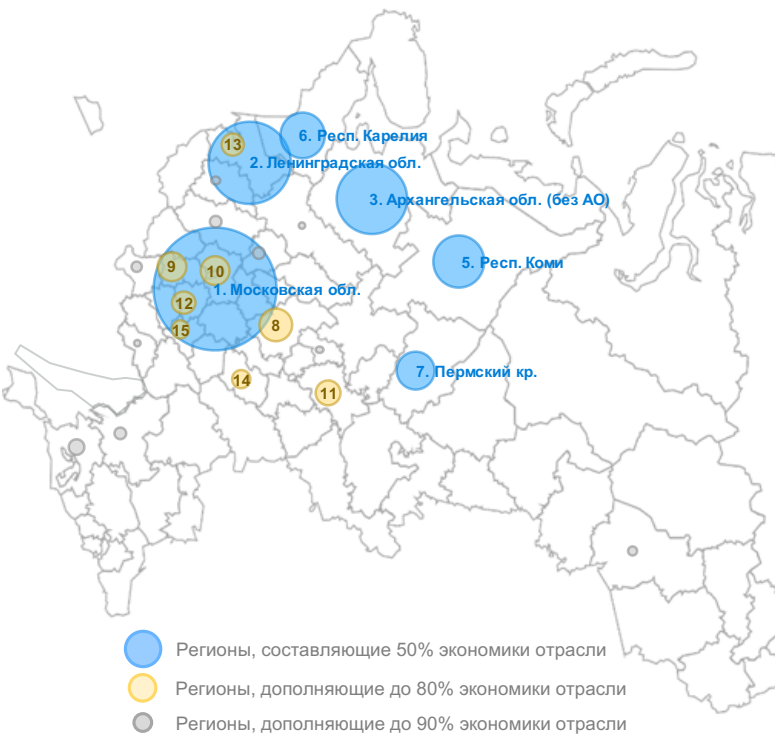 13
6. Респ. Карелия
2. Ленинградская обл.
3. Архангельская обл. (без АО)
9
10
5. Респ. Коми
1. Московская обл.
12
15
8
7. Пермский кр.
14
11
Регионы, составляющие 50% экономики отрасли
Регионы, дополняющие до 80% экономики отрасли
Регионы, дополняющие до 90% экономики отрасли